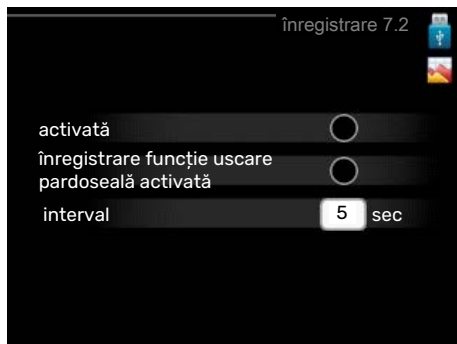 înregistrare 7.2
activată
înregistrare funcție uscare
pardoseală activată
interval 5 sec